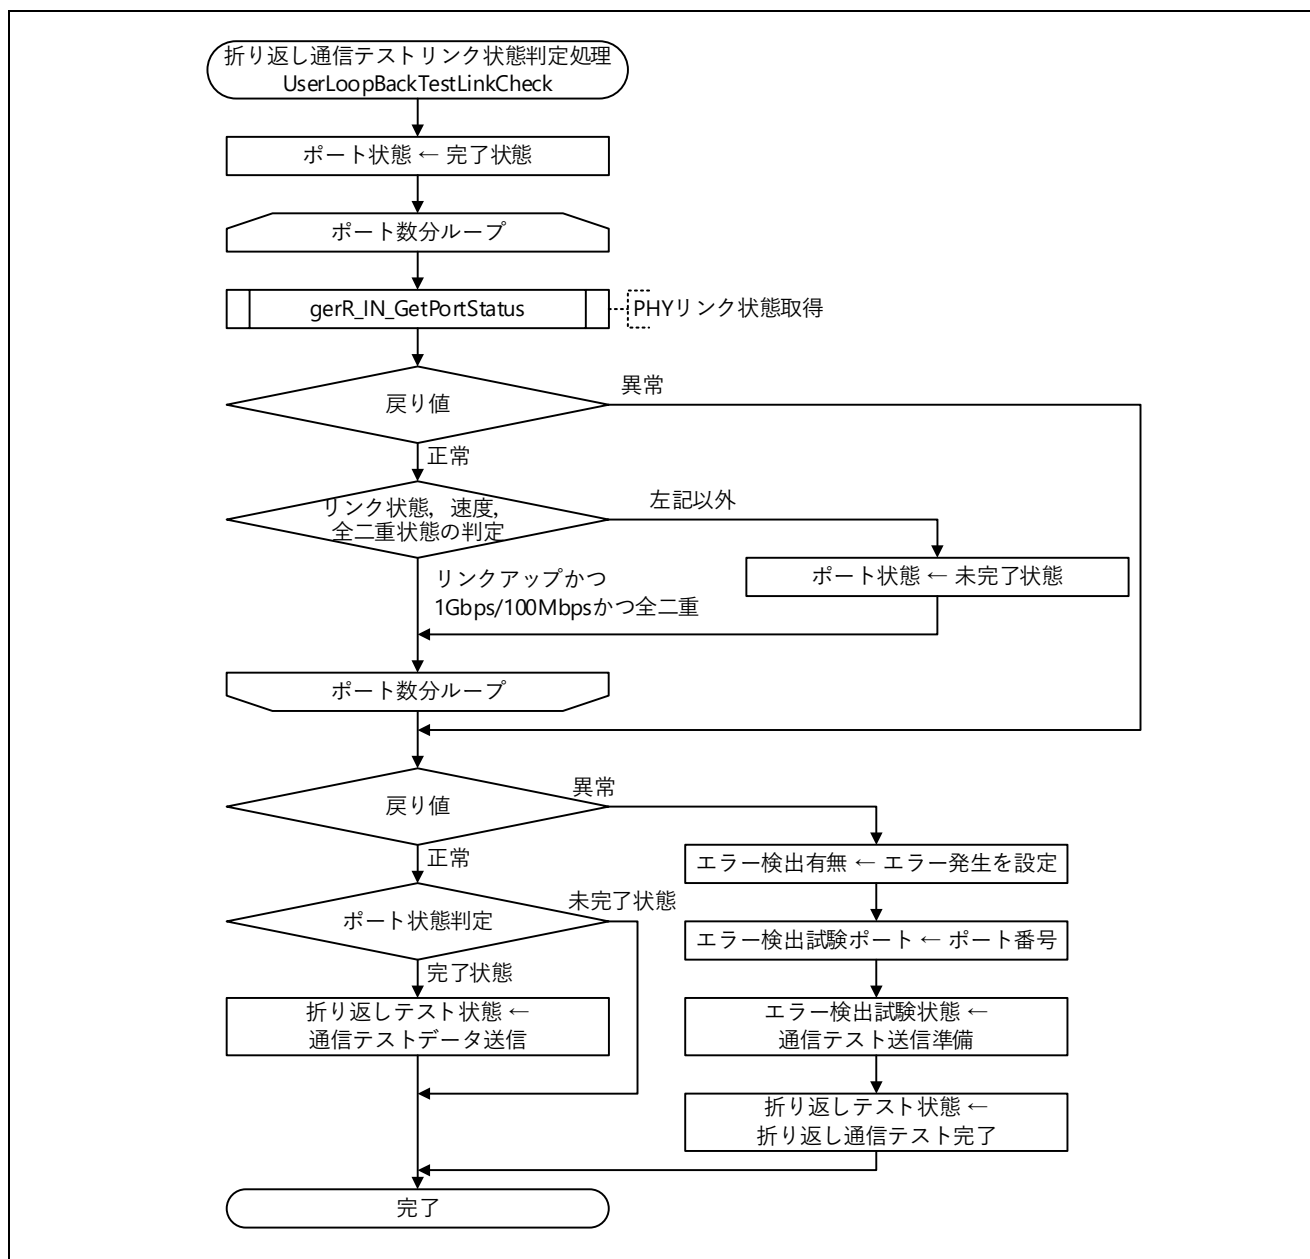 折り返し通信テストリンク状態判定処理
UserLoopBackTestLinkCheck
ポート状態 ← 完了状態
ポート数分ループ
gerR_IN_GetPortStatus
PHYリンク状態取得
戻り値
異常
正常
リンク状態，速度，
全二重状態の判定
左記以外
ポート状態 ← 未完了状態
リンクアップかつ
1Gbps/100Mbpsかつ全二重
ポート数分ループ
戻り値
異常
正常
エラー検出有無 ← エラー発生を設定
ポート状態判定
未完了状態
エラー検出試験ポート ← ポート番号
完了状態
折り返しテスト状態 ←
通信テストデータ送信
エラー検出試験状態 ←
通信テスト送信準備
折り返しテスト状態 ←
折り返し通信テスト完了
完了